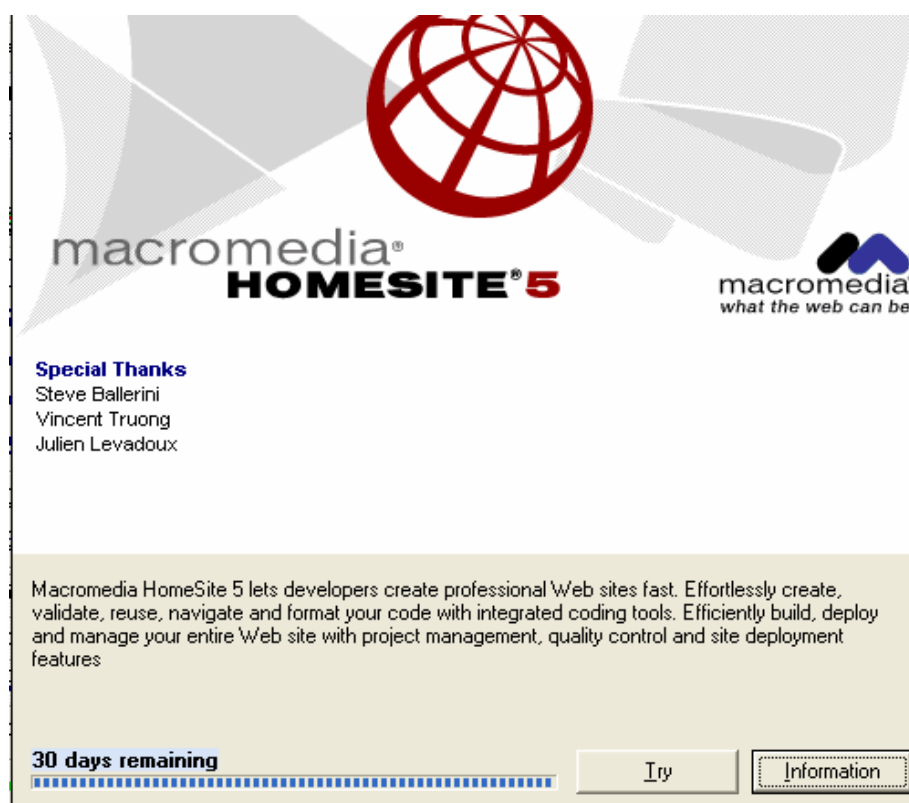 macromedia®
HOMESITE®5
macromedia®
what the web can be
Special Thanks
Steve Ballerini
Vincent Truong
Julien Levadoux
Macromedia HomeSite 5 lets developers create professional Web sites fast. Effortlessly create,
validate, reuse, navigate and format your code with integrated coding tools. Efficiently build, deploy
and manage your entire Web site with project management, quality control and site deployment
features
30 days remaining
Try
Information